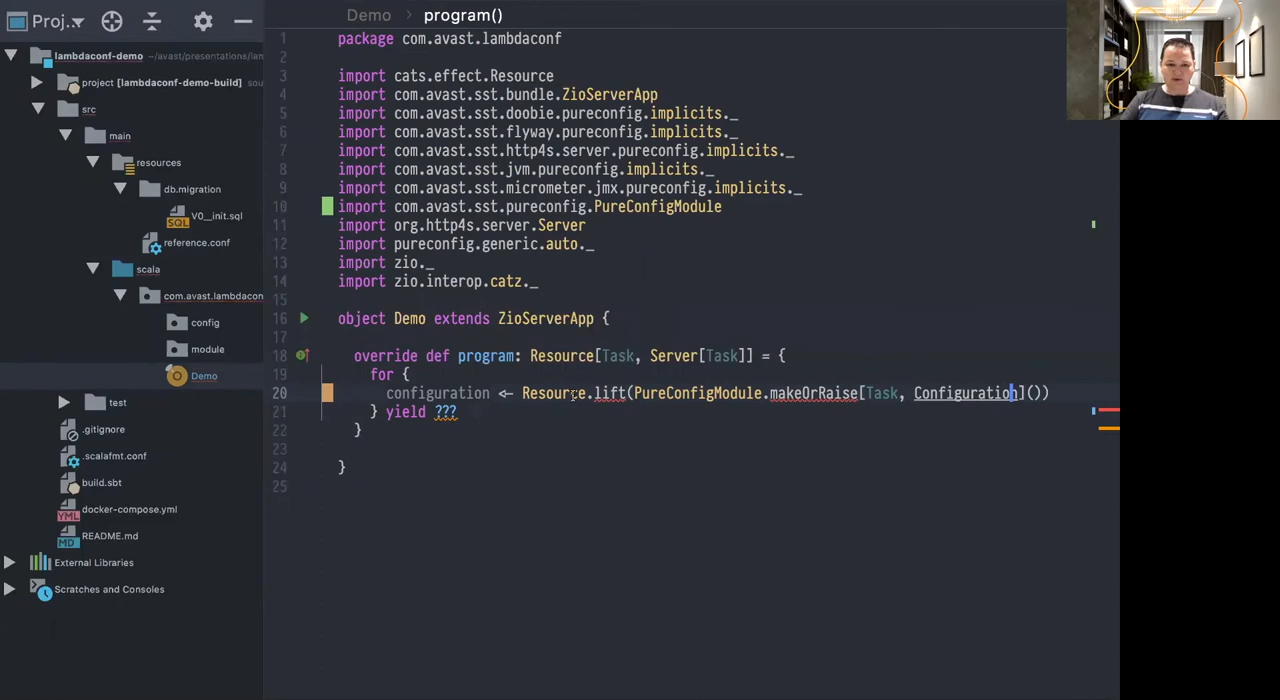 Proj...
Demo > program()
lambdaconf-demo ~/avast/presentations/lam
project [lambdaconf-demo-build] sou
src
main
resources
db.migration
V0__init.sql
reference.conf
scala
com.avast.lambdacon
config
module
Demo
test
.gitignore
.scalafmt.conf
build.sbt
docker-compose.yml
README.md
External Libraries
Scratches and Consoles
1 package com.avast.lambdaconf
2
3 import cats.effect.Resource
4 import com.avast.sst.bundle.ZioServerApp
5 import com.avast.sst.doobie.pureconfig.implicits._
6 import com.avast.sst.flyway.pureconfig.implicits._
7 import com.avast.sst.http4s.server.pureconfig.implicits._
8 import com.avast.sst.jvm.pureconfig.implicits._
9 import com.avast.sst.micrometer.jmx.pureconfig.implicits._
10 import com.avast.sst.pureconfig.PureConfigModule
11 import org.http4s.server.Server
12 import pureconfig.generic.auto._
13 import zio._
14 import zio.interop.catz._
15
16 object Demo extends ZioServerApp {
17
18 override def program: Resource[Task, Server[Task]] = {
19 for {
20 configuration <- Resource.lift(PureConfigModule.makeOrRaise[Task, Configuration]())
21 } yield ???
22 }
23
24 }
25